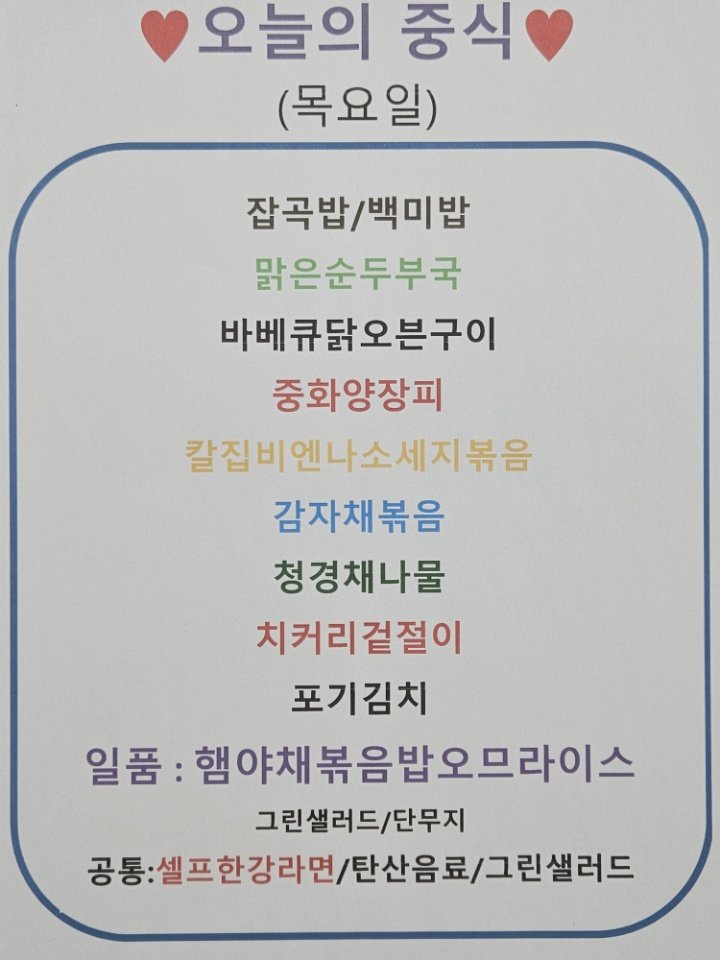 ♥오늘의 중식♥
(목요일)
잡곡밥/백미밥
맑은순두부국
바베큐닭오븐구이
중화양장피
칼집비엔나소세지볶음
감자채볶음
청경채나물
치커리겉절이
포기김치
일품 : 햄야채볶음밥오므라이스
그린샐러드/단무지
공통:셀프한강라면/탄산음료/그린샐러드